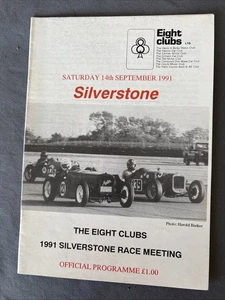 Eight
clubs LTD
SATURDAY 14th SEPTEMBER 1991
Silverstone
Photo: Harold Barker
THE EIGHT CLUBS
1991 SILVERSTONE RACE MEETING
OFFICIAL PROGRAMME £1.00